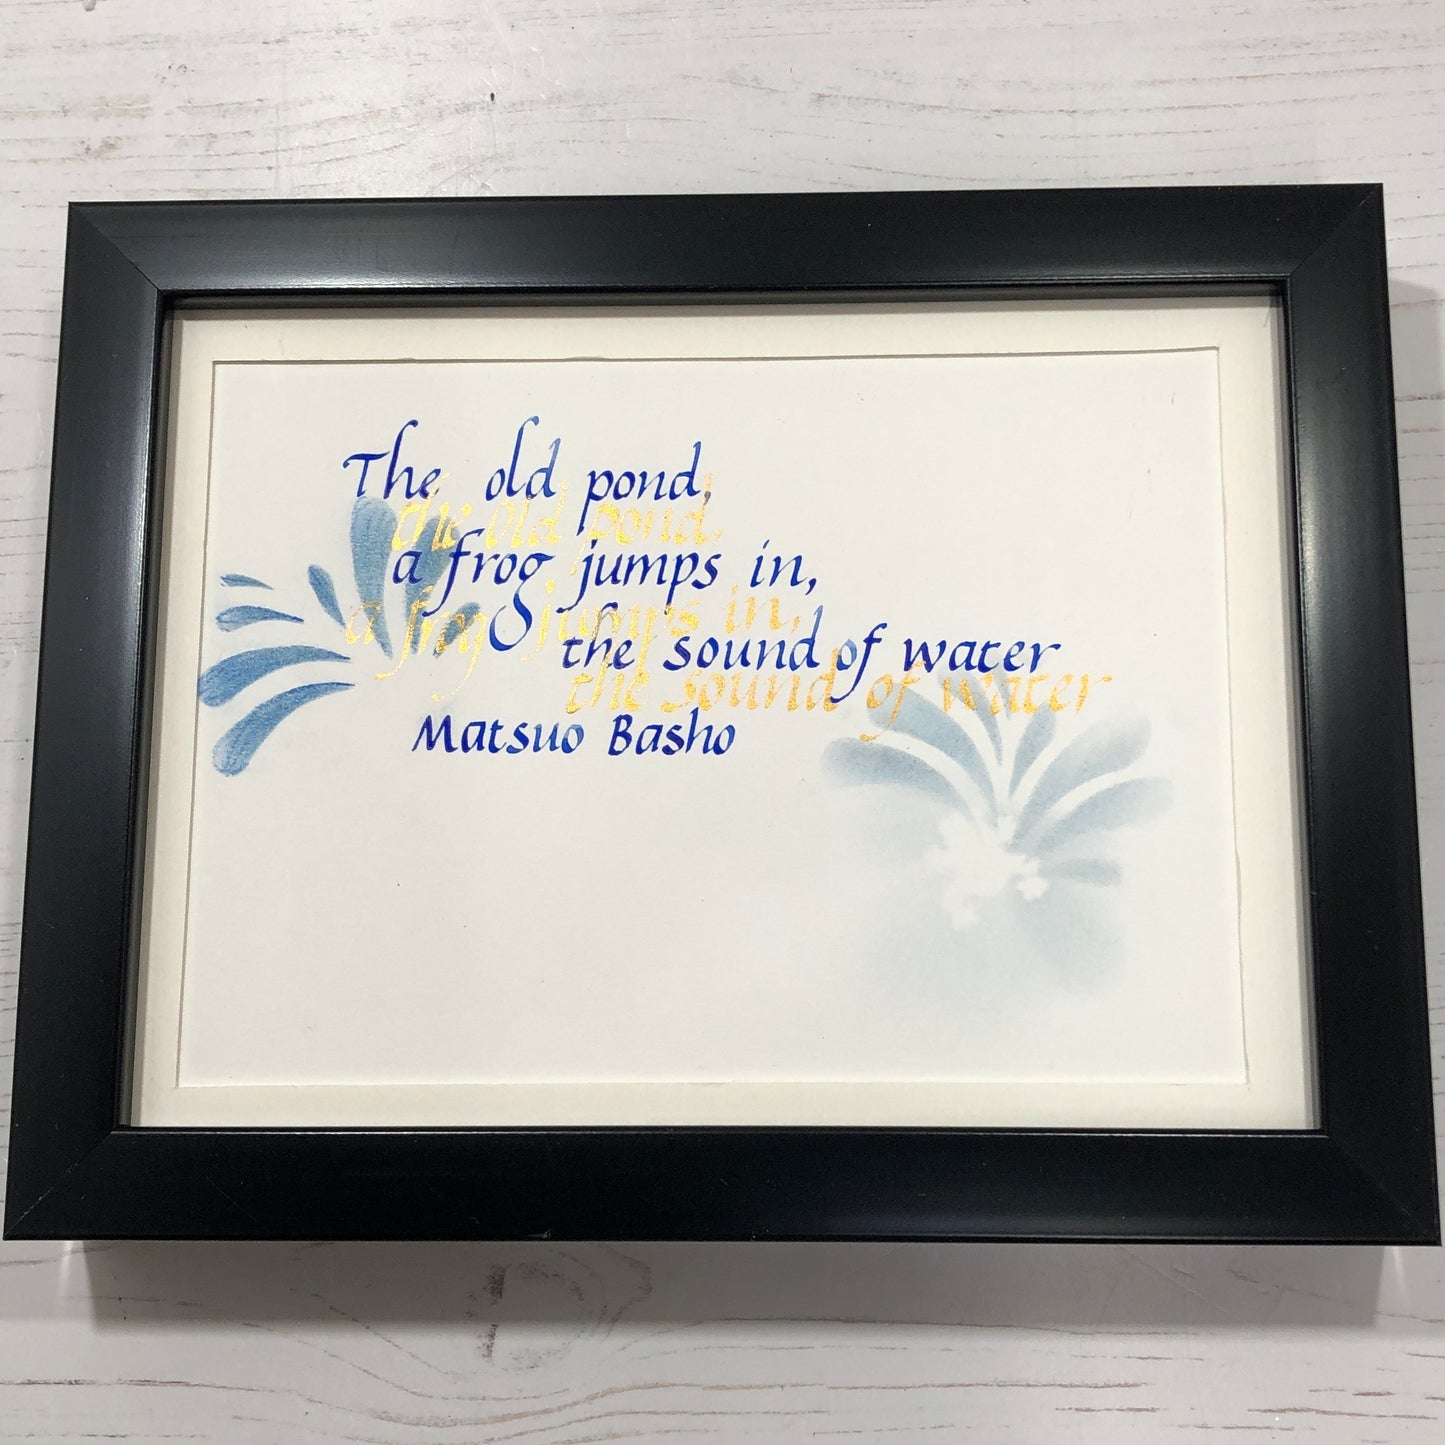 The old pond,
the old pond,
a frog jumps in,
a frog jumps in,
the sound of water
the sound of water
Matsuo Basho